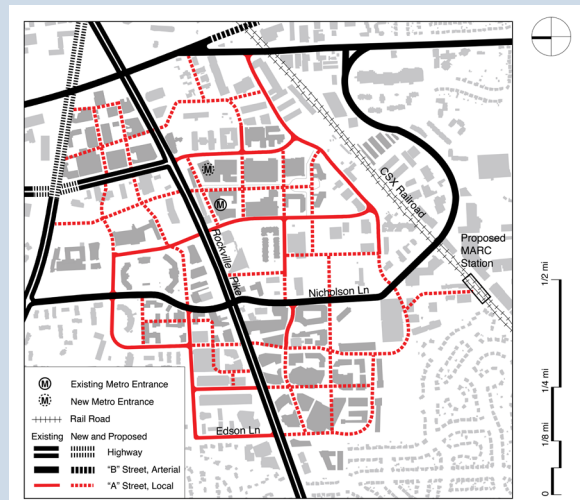 M
M
CSX Railroad
Rockville Pike
Proposed
MARC
Station
Nicholson Ln
Edson Ln
M Existing Metro Entrance
M New Metro Entrance
Rail Road
Existing New and Proposed
Highway
"B" Street, Arterial
"A" Street, Local
1/2 mi
1/4 mi
1/8 mi
0